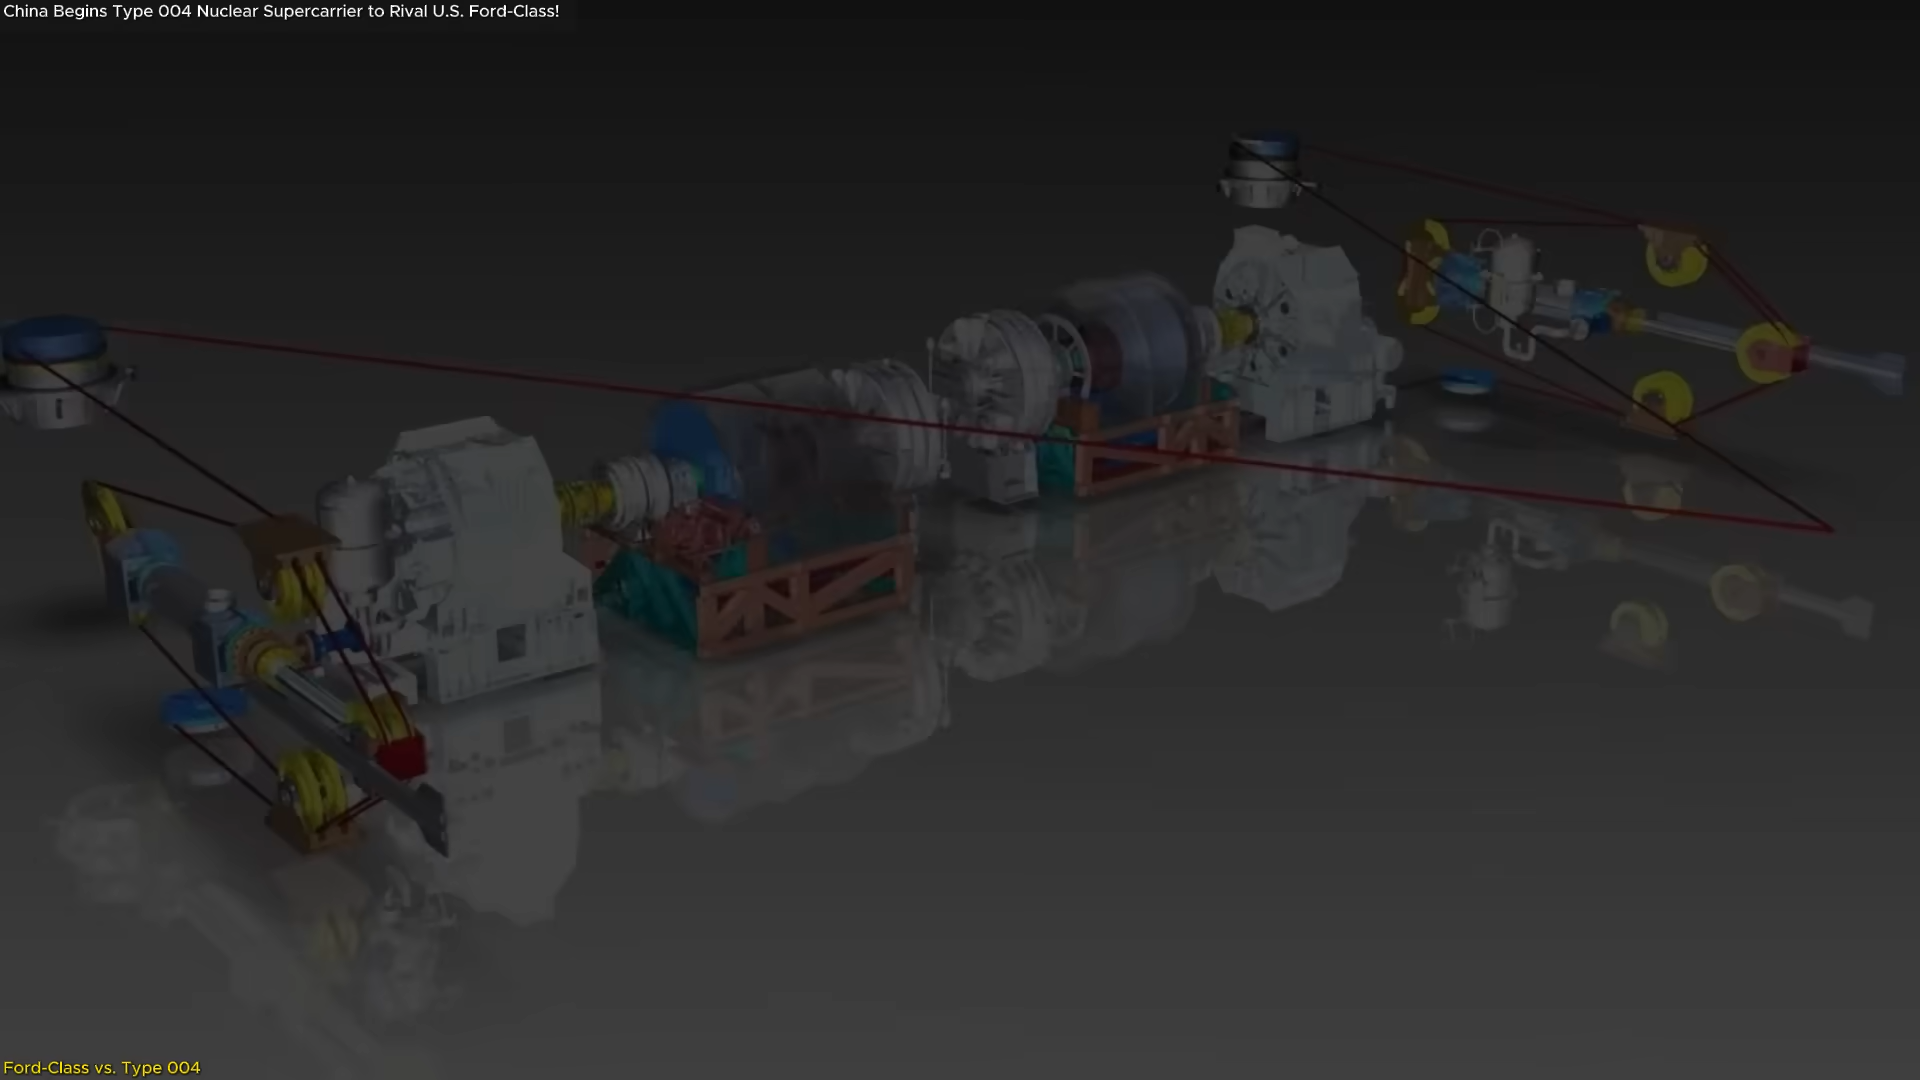 China Begins Type 004 Nuclear Supercarrier to Rival U.S. Ford-Class!
Ford-Class vs. Type 004